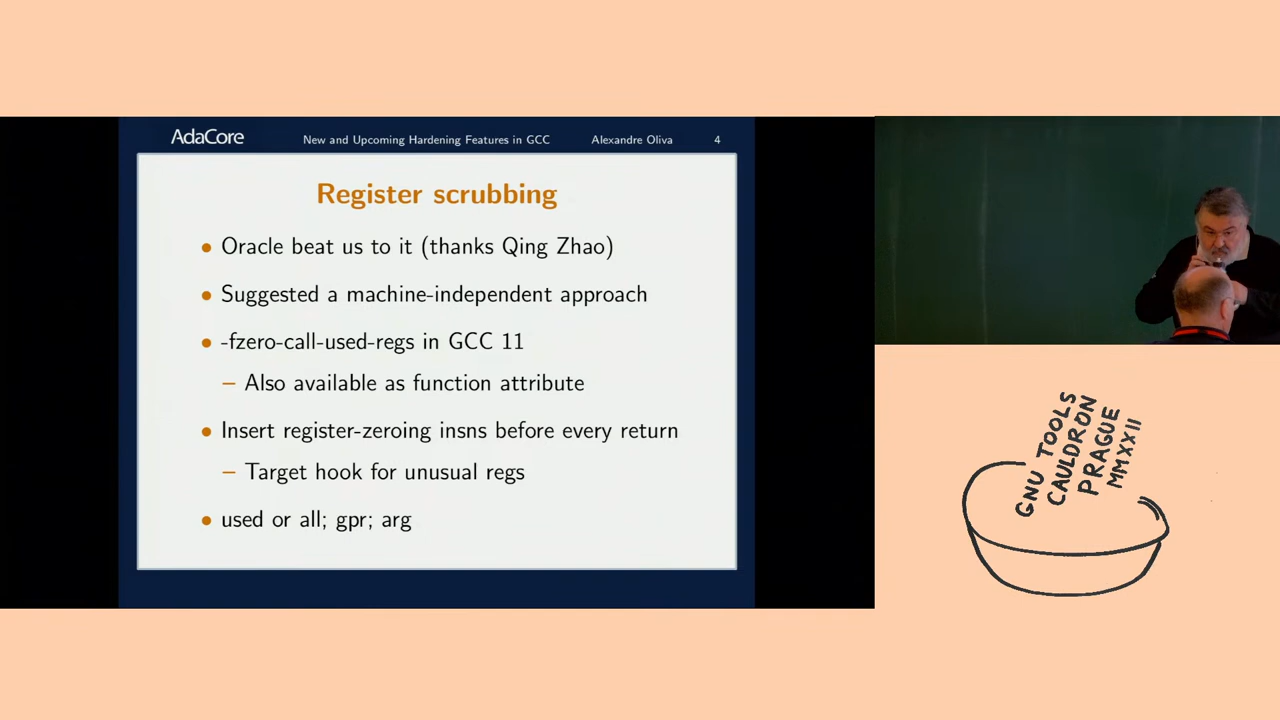 AdaCore New and Upcoming Hardening Features in GCC Alexandre Oliva 4
Register scrubbing
• Oracle beat us to it (thanks Qing Zhao)
• Suggested a machine-independent approach
• -fzero-call-used-regs in GCC 11
– Also available as function attribute
• Insert register-zeroing insns before every return
– Target hook for unusual regs
• used or all; gpr; arg
GNU TOOLS
CAULDRON
PRAGUE
MMXXII